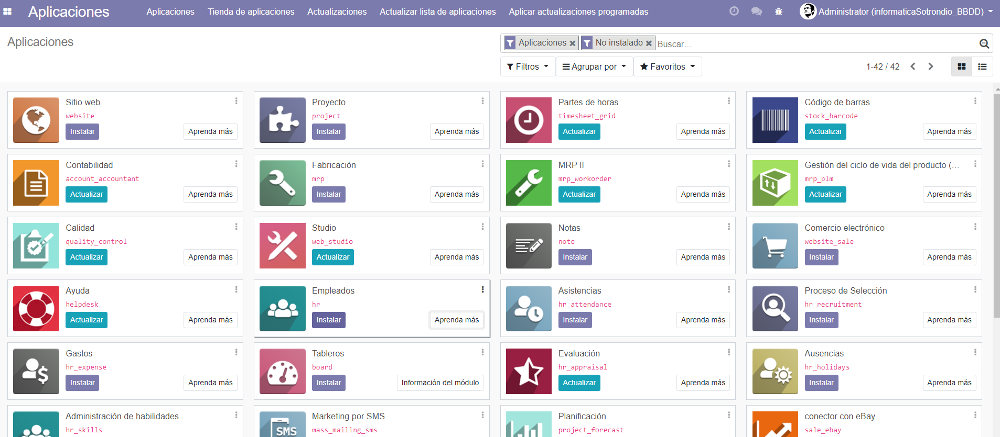 Aplicaciones
Aplicaciones
Tienda de aplicaciones
Actualizaciones
Actualizar lista de aplicaciones
Aplicar actualizaciones programadas
Administrator (informaticaSotrondio_BBDD)
Aplicaciones
Aplicaciones
No instalado
Buscar...
Filtros
Agrupar por
Favoritos
1-42 / 42
Sitio web
website
Instalar
Aprenda más
Proyecto
project
Instalar
Aprenda más
Partes de horas
timesheet_grid
Actualizar
Aprenda más
Código de barras
stock_barcode
Actualizar
Aprenda más
Contabilidad
account_accountant
Actualizar
Aprenda más
Fabricación
mrp
Instalar
Aprenda más
MRP II
mrp_workorder
Actualizar
Aprenda más
Gestión del ciclo de vida del producto (...
mrp_plm
Actualizar
Aprenda más
Calidad
quality_control
Actualizar
Aprenda más
Studio
web_studio
Actualizar
Aprenda más
Notas
note
Instalar
Aprenda más
Comercio electrónico
website_sale
Instalar
Aprenda más
Ayuda
helpdesk
Actualizar
Aprenda más
Empleados
hr
Instalar
Aprenda más
Asistencias
hr_attendance
Instalar
Aprenda más
Proceso de Selección
hr_recruitment
Instalar
Aprenda más
Gastos
hr_expense
Instalar
Aprenda más
Tableros
board
Instalar
Información del módulo
Evaluación
hr_appraisal
Actualizar
Aprenda más
Ausencias
hr_holidays
Instalar
Aprenda más
Administración de habilidades
hr_skills
SMS
Marketing por SMS
mass_mailing_sms
Planificación
project_forecast
conector con eBay
sale_ebay